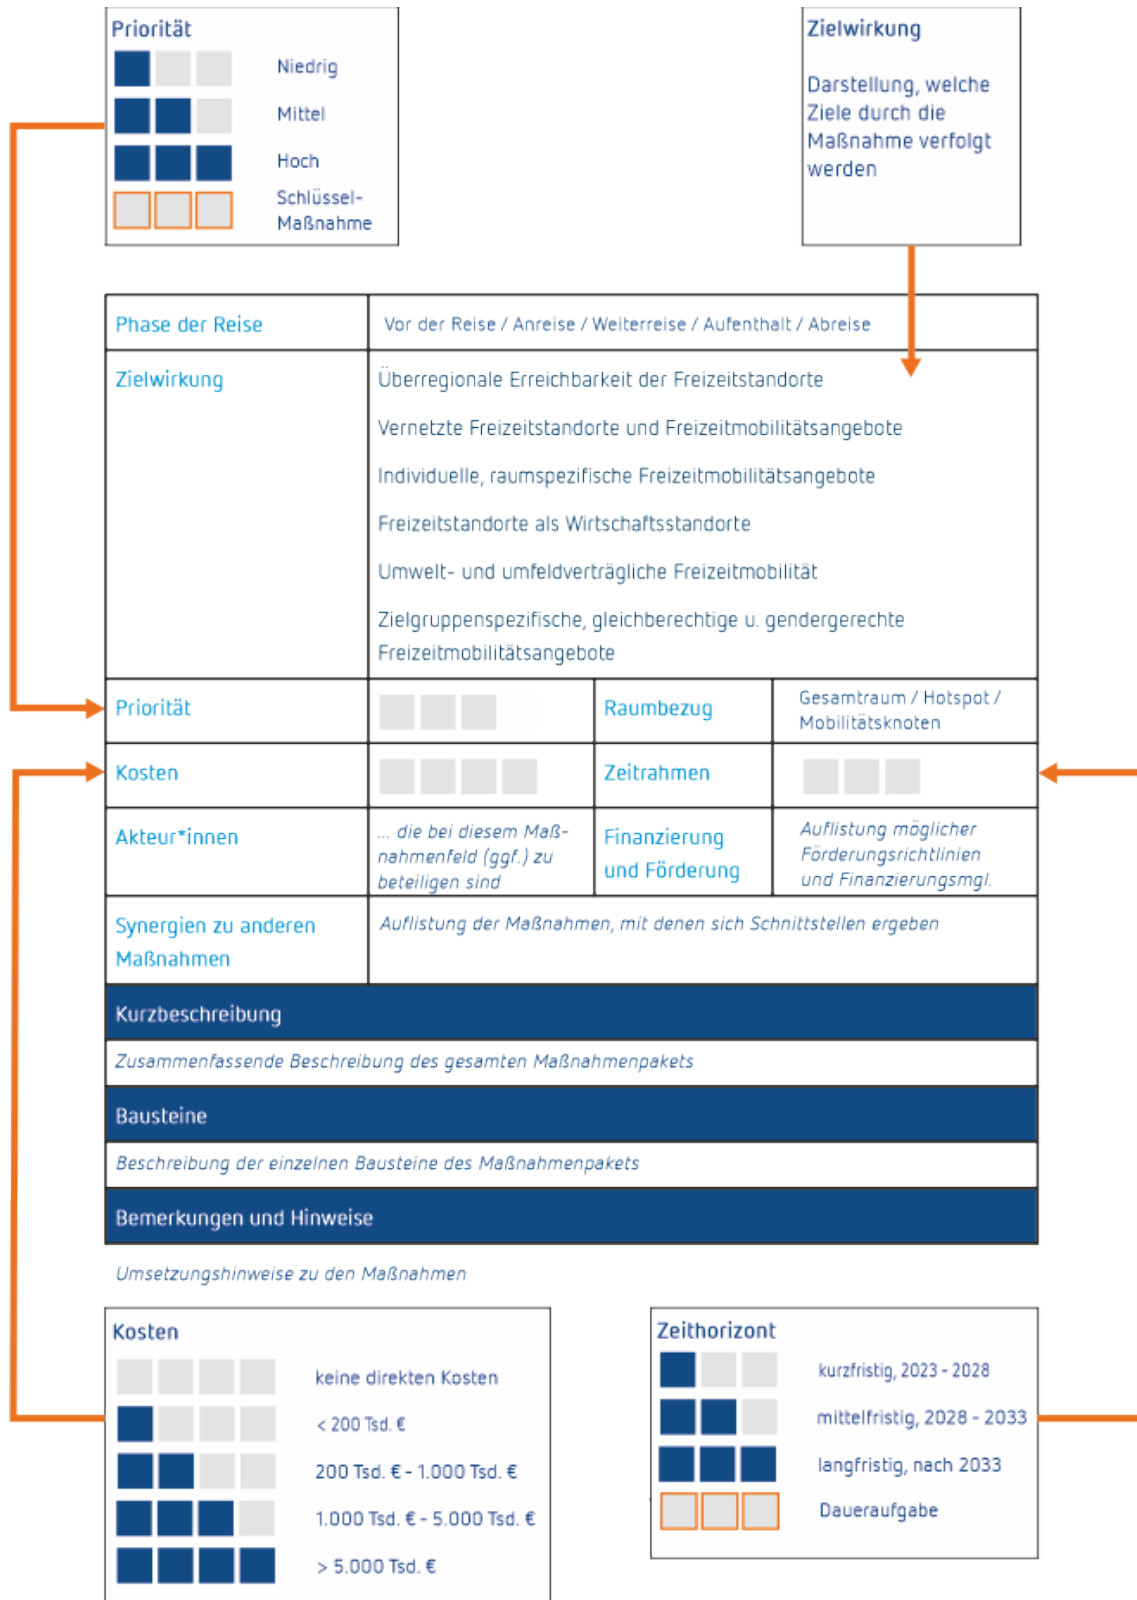 Priorität
Niedrig
Mittel
Hoch
Schlüssel-
Maßnahme
Zielwirkung
Darstellung, welche
Ziele durch die
Maßnahme verfolgt
werden
Phase der Reise
Vor der Reise / Anreise / Weiterreise / Aufenthalt / Abreise
Zielwirkung
Überregionale Erreichbarkeit der Freizeitstandorte
Vernetzte Freizeitstandorte und Freizeitmobilitätsangebote
Individuelle, raumspezifische Freizeitmobilitätsangebote
Freizeitstandorte als Wirtschaftsstandorte
Umwelt- und umfeldverträgliche Freizeitmobilität
Zielgruppenspezifische, gleichberechtige u. gendergerechte
Freizeitmobilitätsangebote
Priorität
Raumbezug
Gesamtraum / Hotspot /
Mobilitätsknoten
Kosten
Zeitrahmen
Akteur*innen
... die bei diesem Maß-
nahmenfeld (ggf.) zu
beteiligen sind
Finanzierung
und Förderung
Auflistung möglicher
Förderungsrichtlinien
und Finanzierungsmgl.
Synergien zu anderen
Maßnahmen
Auflistung der Maßnahmen, mit denen sich Schnittstellen ergeben
Kurzbeschreibung
Zusammenfassende Beschreibung des gesamten Maßnahmenpakets
Bausteine
Beschreibung der einzelnen Bausteine des Maßnahmenpakets
Bemerkungen und Hinweise
Umsetzungshinweise zu den Maßnahmen
Kosten
keine direkten Kosten
< 200 Tsd. €
200 Tsd. € - 1.000 Tsd. €
1.000 Tsd. € - 5.000 Tsd. €
> 5.000 Tsd. €
Zeithorizont
kurzfristig, 2023 - 2028
mittelfristig, 2028 - 2033
langfristig, nach 2033
Daueraufgabe